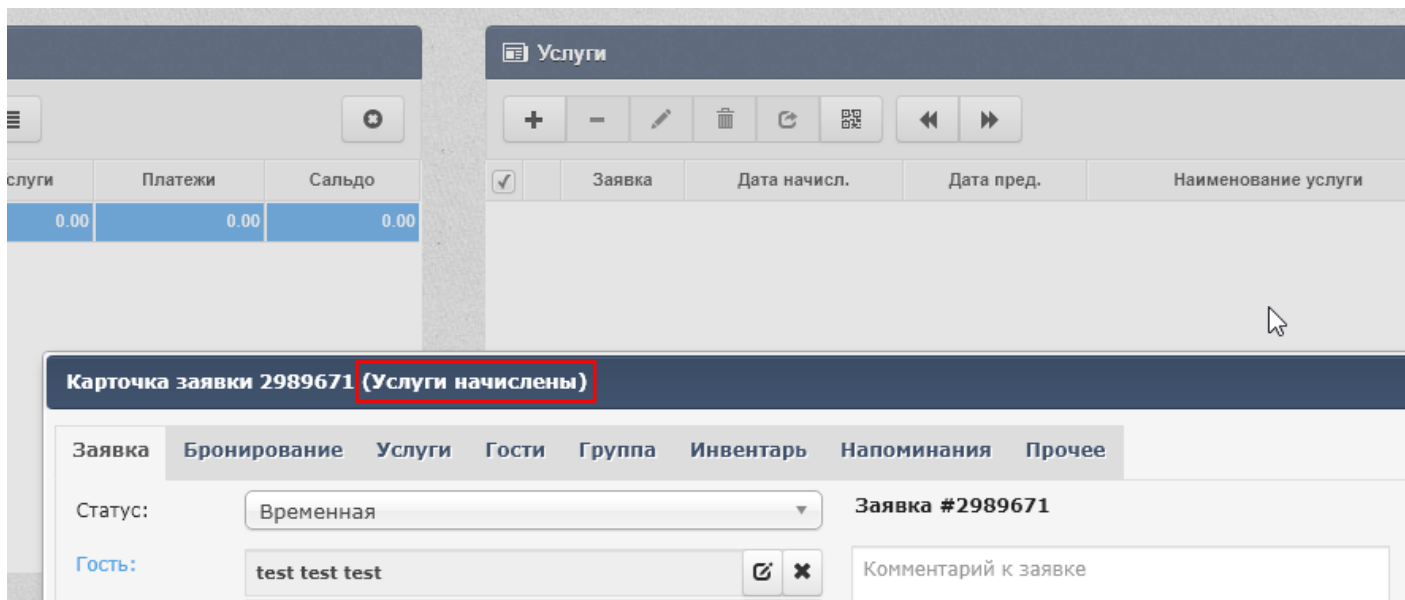 Услуги
слуги Платежи Сальдо
Заявка Дата начисл. Дата пред. Наименование услуги
0.00 0.00 0.00
Карточка заявки 2989671 (Услуги начислены)
Заявка Бронирование Услуги Гости Группа Инвентарь Напоминания Прочее
Статус: Временная
Заявка #2989671
Гость: test test test
Комментарий к заявке